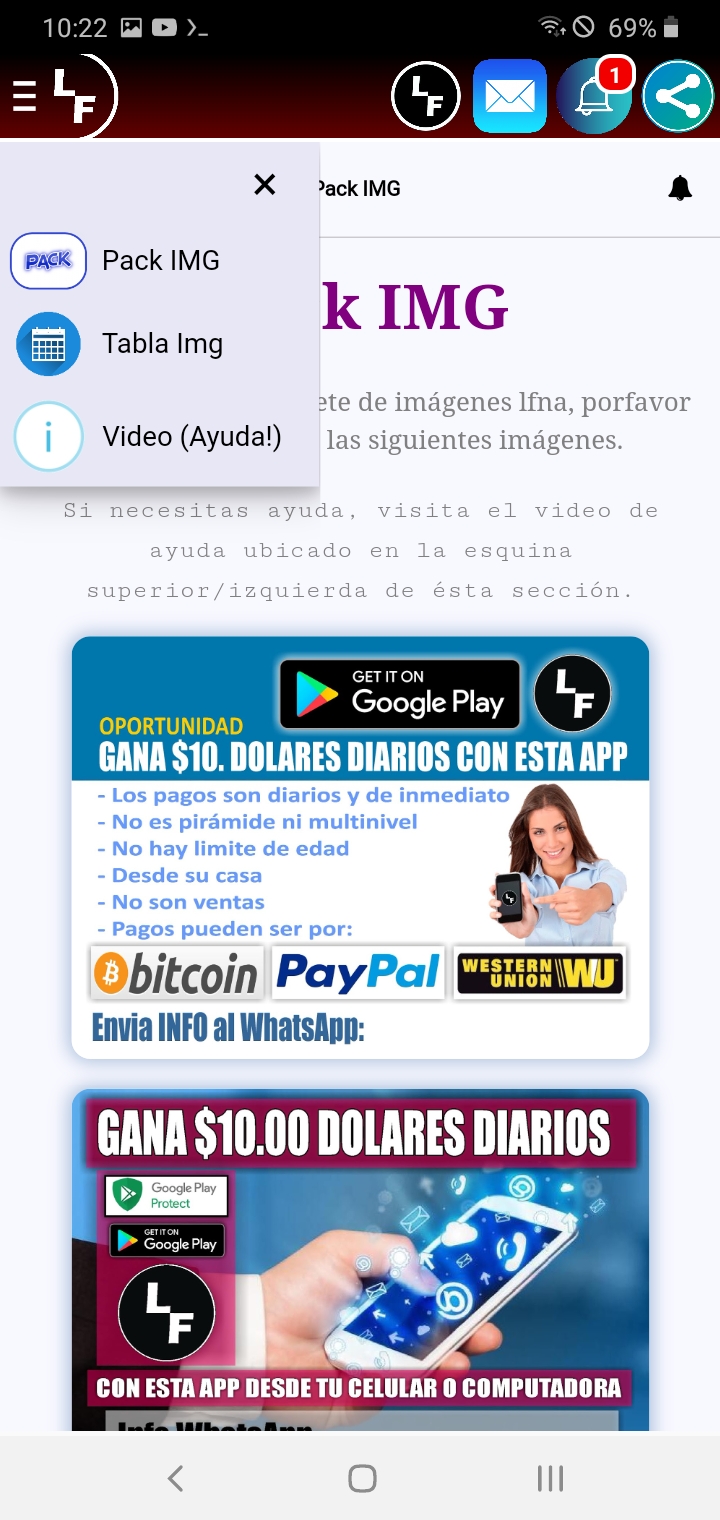 10:22
69%
LF
LF
1
Pack IMG
Pack IMG
PACK
Pack IMG
Tabla Img
Video (Ayuda!)
k IMG
ete de imágenes lfna, porfavor
las siguientes imágenes.
Si necesitas ayuda, visita el video de
ayuda ubicado en la esquina
superior/izquierda de ésta sección.
GET IT ON
Google Play
LF
OPORTUNIDAD
GANA $10. DOLARES DIARIOS CON ESTA APP
- Los pagos son diarios y de inmediato
- No es pirámide ni multinivel
- No hay limite de edad
- Desde su casa
- No son ventas
- Pagos pueden ser por:
LF
bitcoin
PayPal
WESTERN UNION WU
Envia INFO al WhatsApp:
GANA $10.00 DOLARES DIARIOS
Google Play
Protect
GET IT ON
Google Play
LF
CON ESTA APP DESDE TU CELULAR O COMPUTADORA
Info WhatsApp